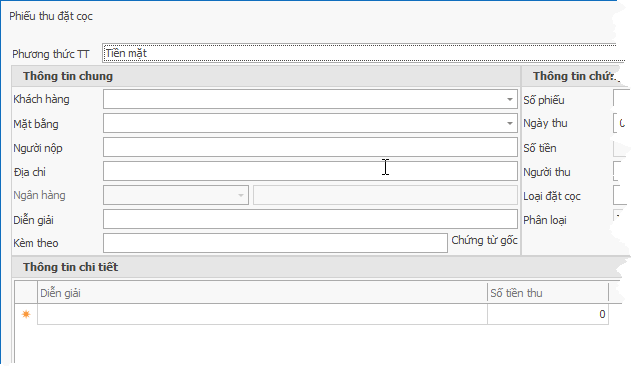 Phiếu thu đặt cọc
Phương thức TT Tiền mặt
Thông tin chung
Khách hàng
Mặt bằng
Người nộp
Địa chỉ
Ngân hàng
Diễn giải
Kèm theo Chứng từ gốc
Thông tin
Số phiếu
Ngày thu
Số tiền
Người thu
Loại đặt cọc
Phân loại
Thông tin chi tiết
Diễn giải Số tiền thu
0